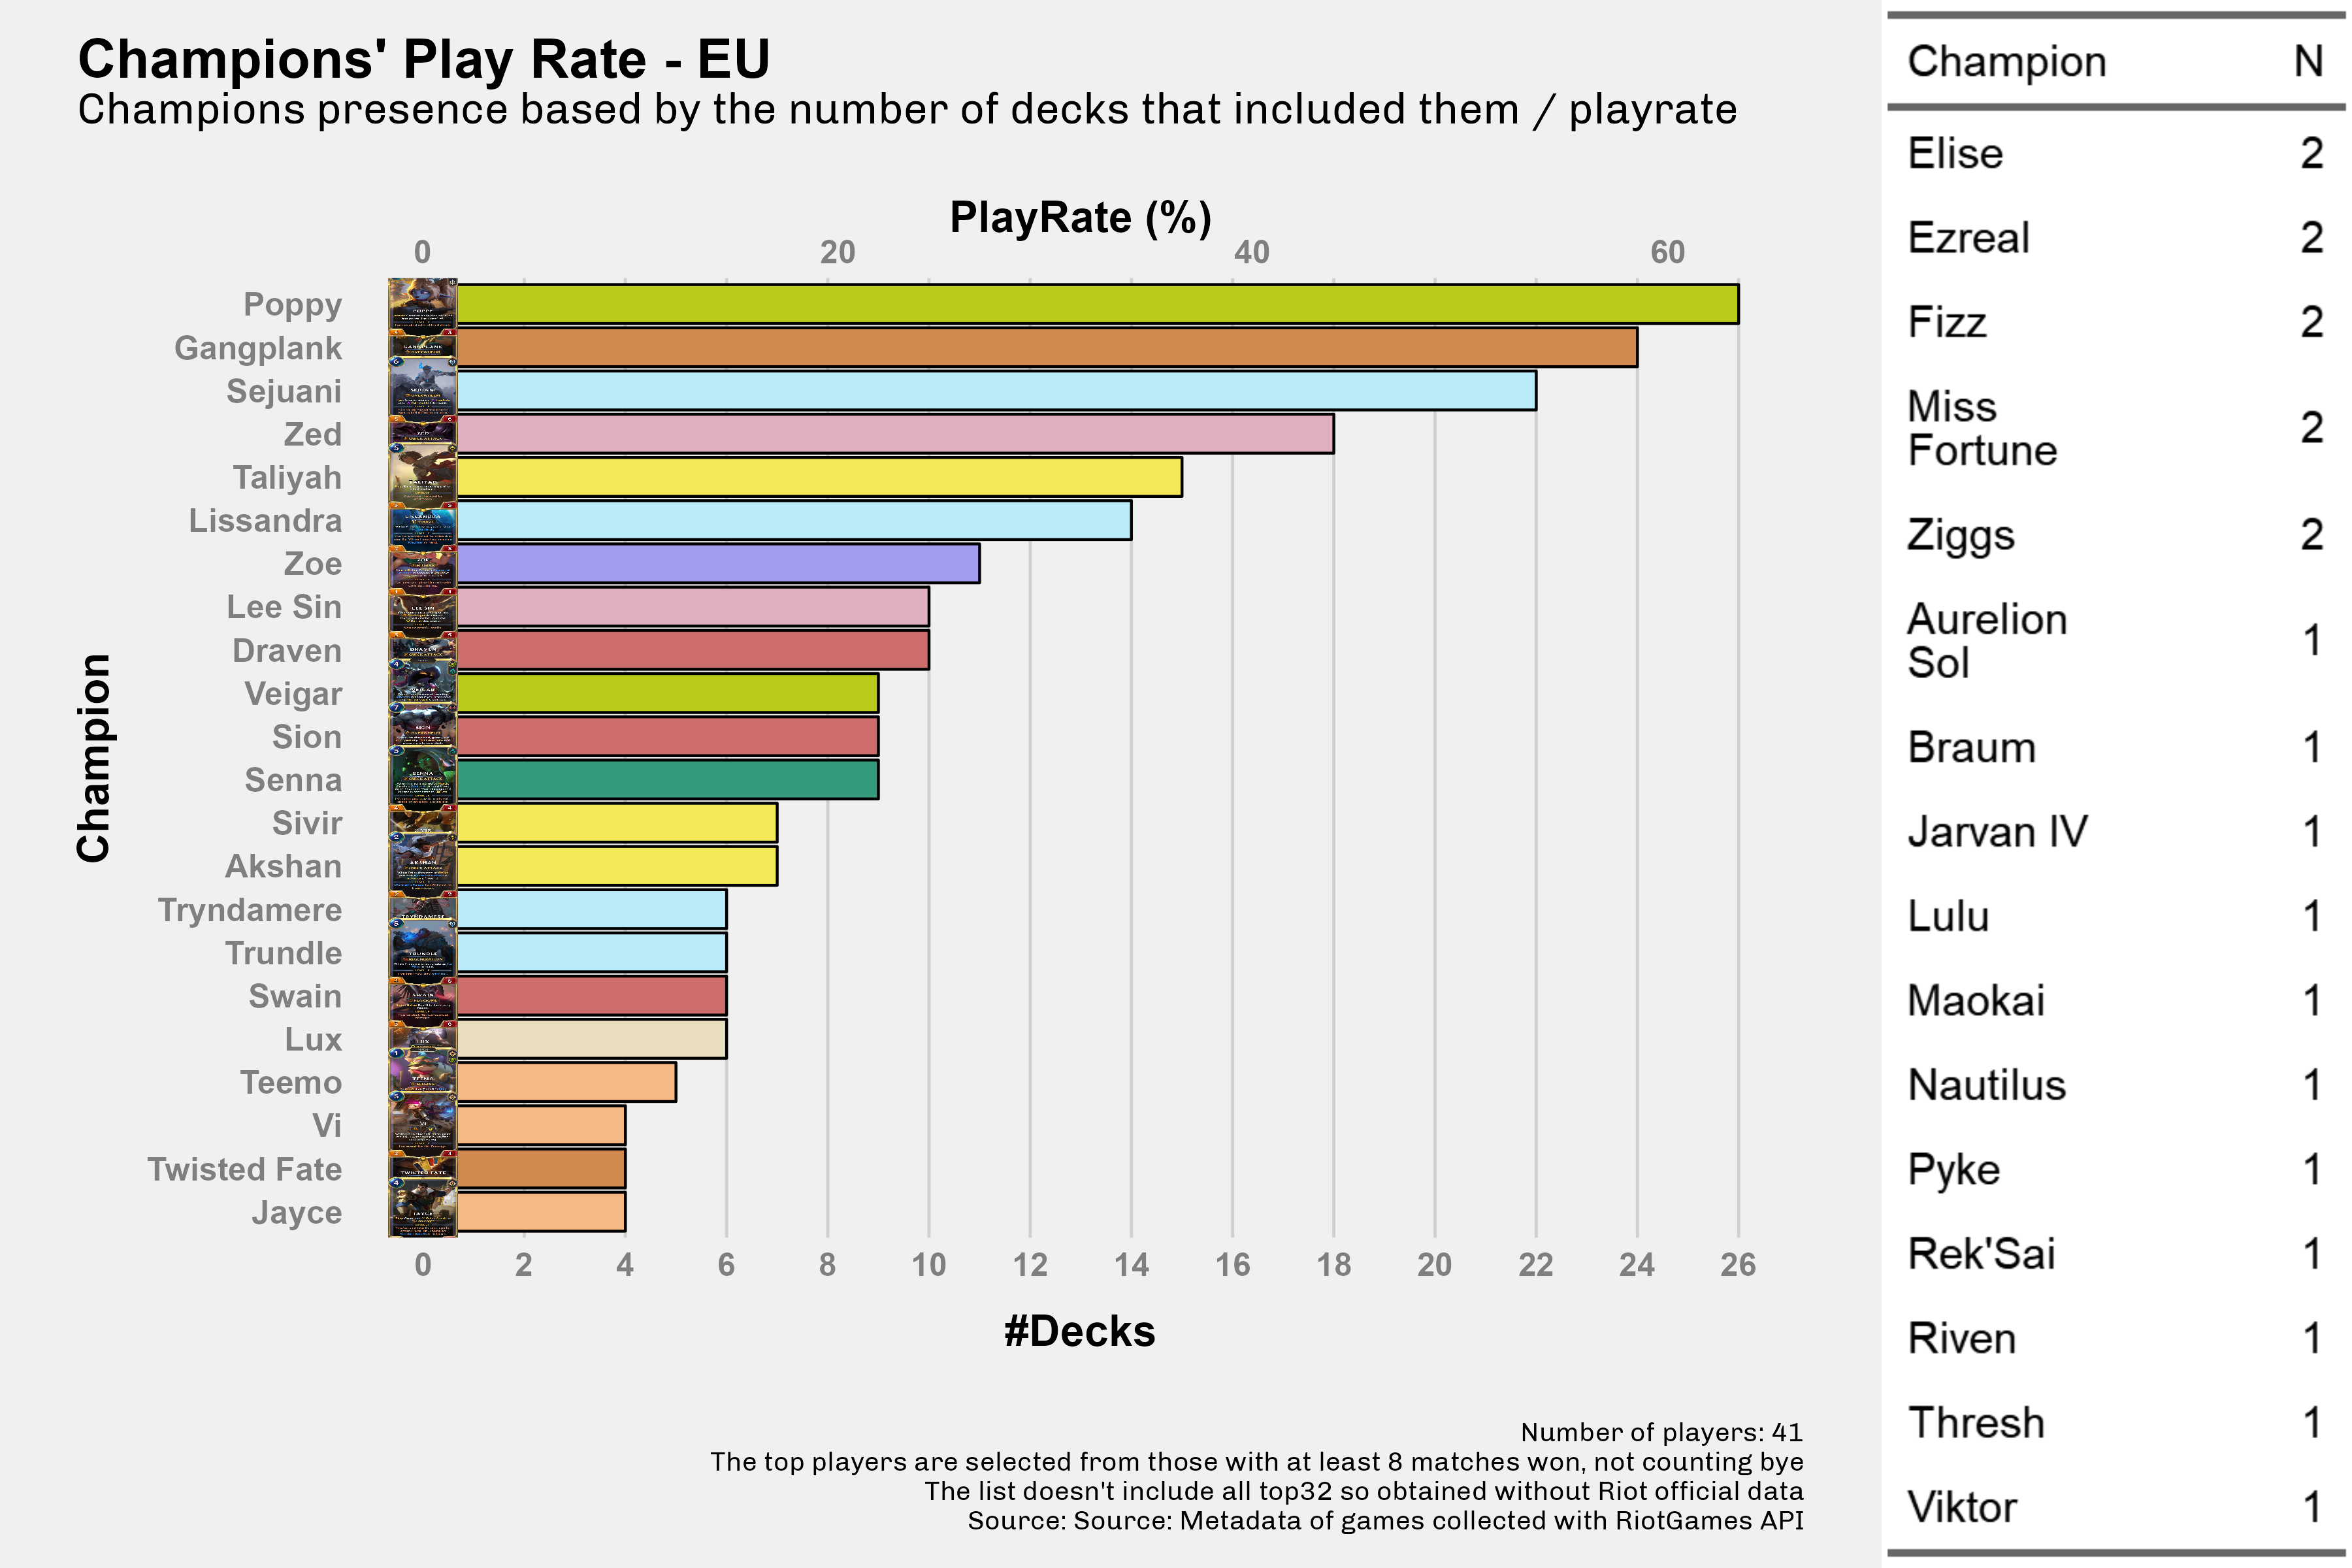 Champions' Play Rate - EU
Champions presence based by the number of decks that included them / playrate
PlayRate (%)
0 20 40 60
Champion
Poppy
Gangplank
Sejuani
Zed
Taliyah
Lissandra
Zoe
Lee Sin
Draven
Veigar
Sion
Senna
Sivir
Akshan
Tryndamere
Trundle
Swain
Lux
Teemo
Vi
Twisted Fate
Jayce
0 2 4 6 8 10 12 14 16 18 20 22 24 26
#Decks
Number of players: 41
The top players are selected from those with at least 8 matches won, not counting bye
The list doesn't include all top32 so obtained without Riot official data
Source: Source: Metadata of games collected with RiotGames API
Champion N
Elise 2
Ezreal 2
Fizz 2
Miss
Fortune 2
Ziggs 2
Aurelion
Sol 1
Braum 1
Jarvan IV 1
Lulu 1
Maokai 1
Nautilus 1
Pyke 1
Rek'Sai 1
Riven 1
Thresh 1
Viktor 1